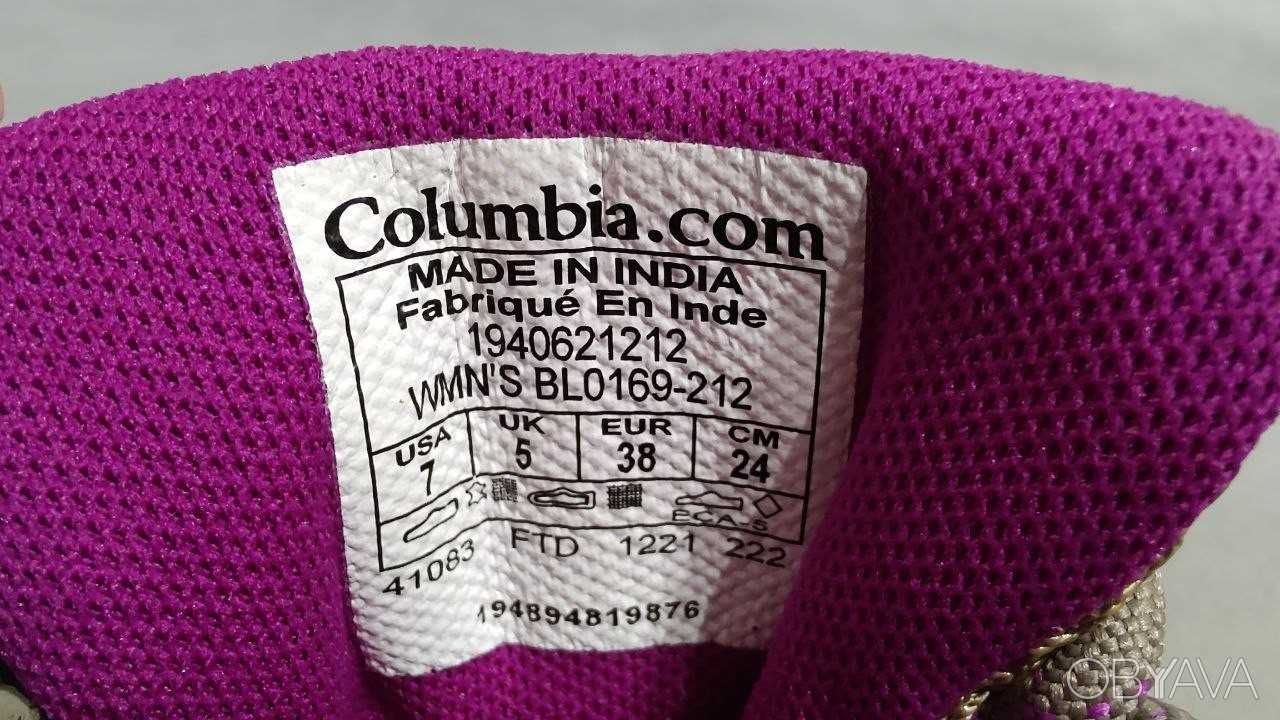 Columbia.com
MADE IN INDIA
Fabriqué En Inde
1940621212
WMN'S BL0169-212
USA UK EUR CM
7 5 38 24
ECA-S
41083 FTD 1221 222
194894819876
OBYAVA